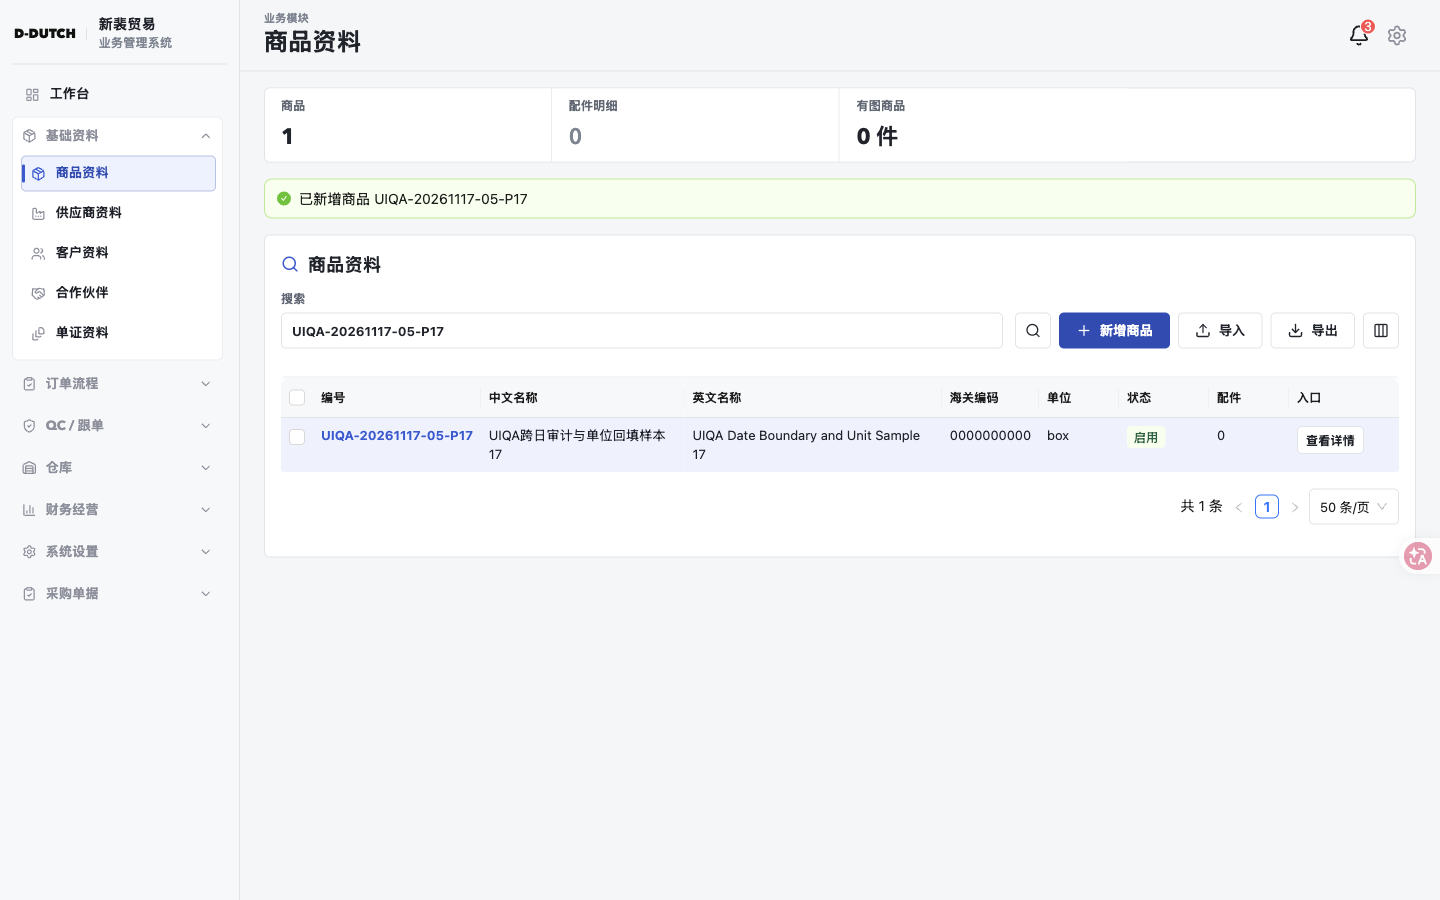 D-DUTCH
新裴贸易
业务管理系统
工作台
基础资料
商品资料
供应商资料
客户资料
合作伙伴
单证资料
订单流程
QC / 跟单
仓库
财务经营
系统设置
采购单据
业务模块
商品资料
3
商品
1
配件明细
0
有图商品
0 件
已新增商品 UIQA-20261117-05-P17
商品资料
搜索
UIQA-20261117-05-P17
新增商品
导入
导出
编号 中文名称 英文名称 海关编码 单位 状态 配件 入口
UIQA-20261117-05-P17 UIQA跨日审计与单位回填样本 UIQA Date Boundary and Unit Sample 0000000000 box 启用 0 查看详情
17 17
共 1 条 1 50 条/页